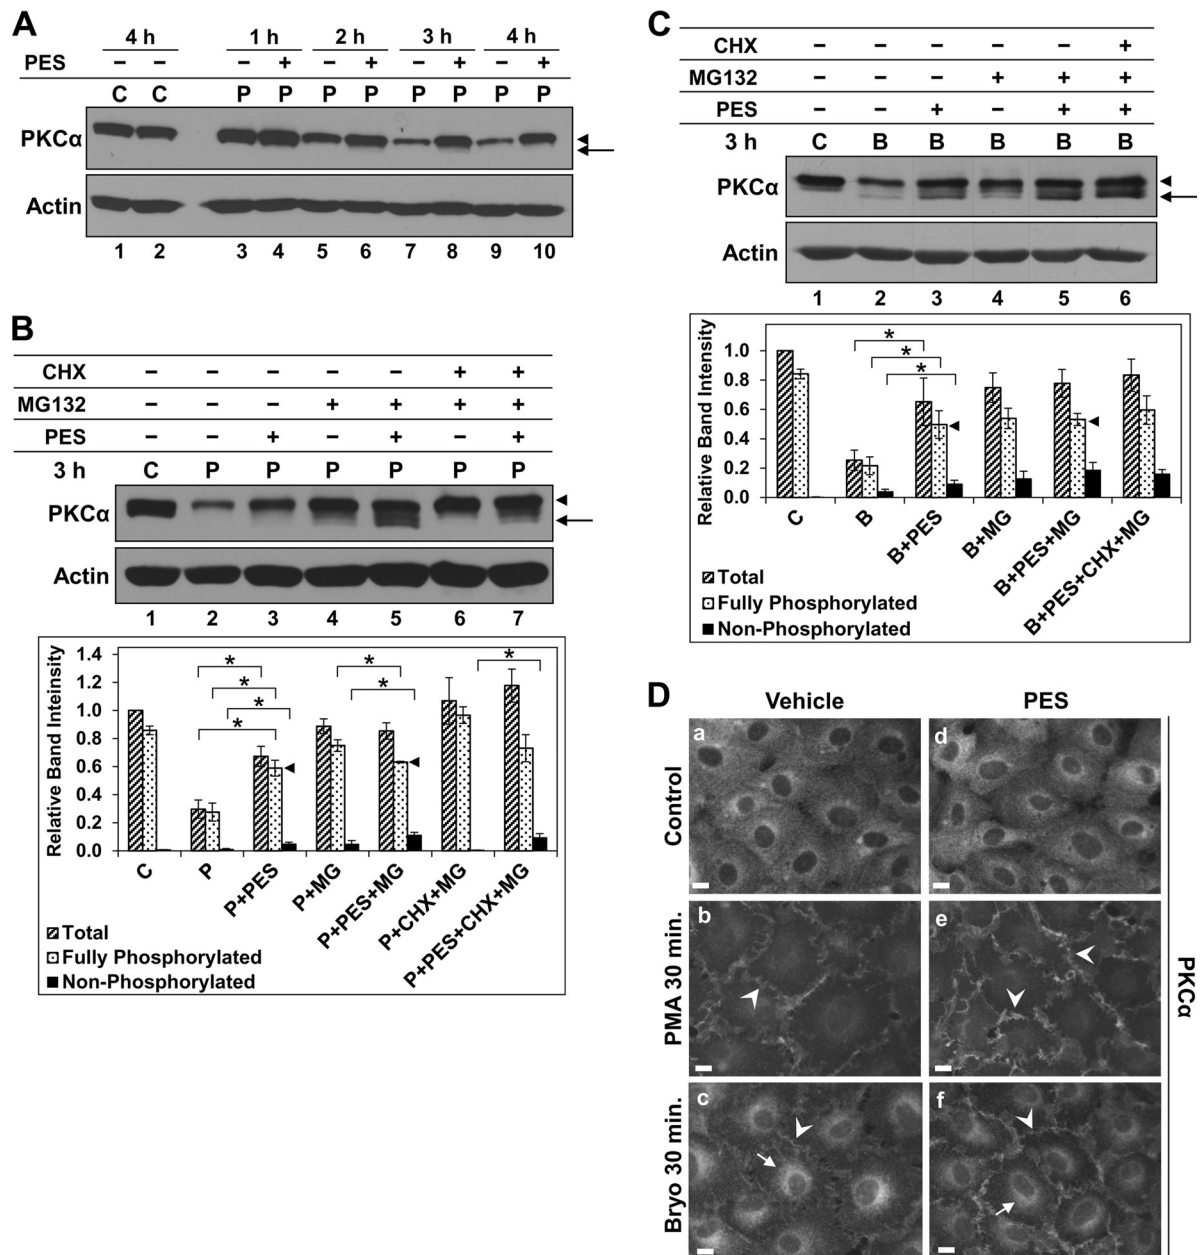 A
4 h 1 h 2 h 3 h 4 h
PES – – – + – + – + – +
C C P P P P P P P P
PKCα
Actin
1 2 3 4 5 6 7 8 9 10
B
CHX – – – – – + +
MG132 – – – + + + +
PES – – + – + – +
3 h C P P P P P P
PKCα
Actin
1 2 3 4 5 6 7
Relative Band Inteinsity
1.4
1.2
1.0
0.8
0.6
0.4
0.2
0.0
* * * * * * *
C P P+PES P+MG P+PES+MG P+CHX+MG P+PES+CHX+MG
Total
Fully Phosphorylated
Non-Phosphorylated
C
CHX – – – – – +
MG132 – – – + + +
PES – – + – + +
3 h C B B B B B
PKCα
Actin
1 2 3 4 5 6
Relative Band Intensity
1.0
0.8
0.6
0.4
0.2
0.0
* * *
C B B+PES B+MG B+PES+MG B+PES+CHX+MG
Total
Fully Phosphorylated
Non-Phosphorylated
D
Vehicle PES
Control
a d
PMA 30 min.
b e
Bryo 30 min.
c f
PKCα